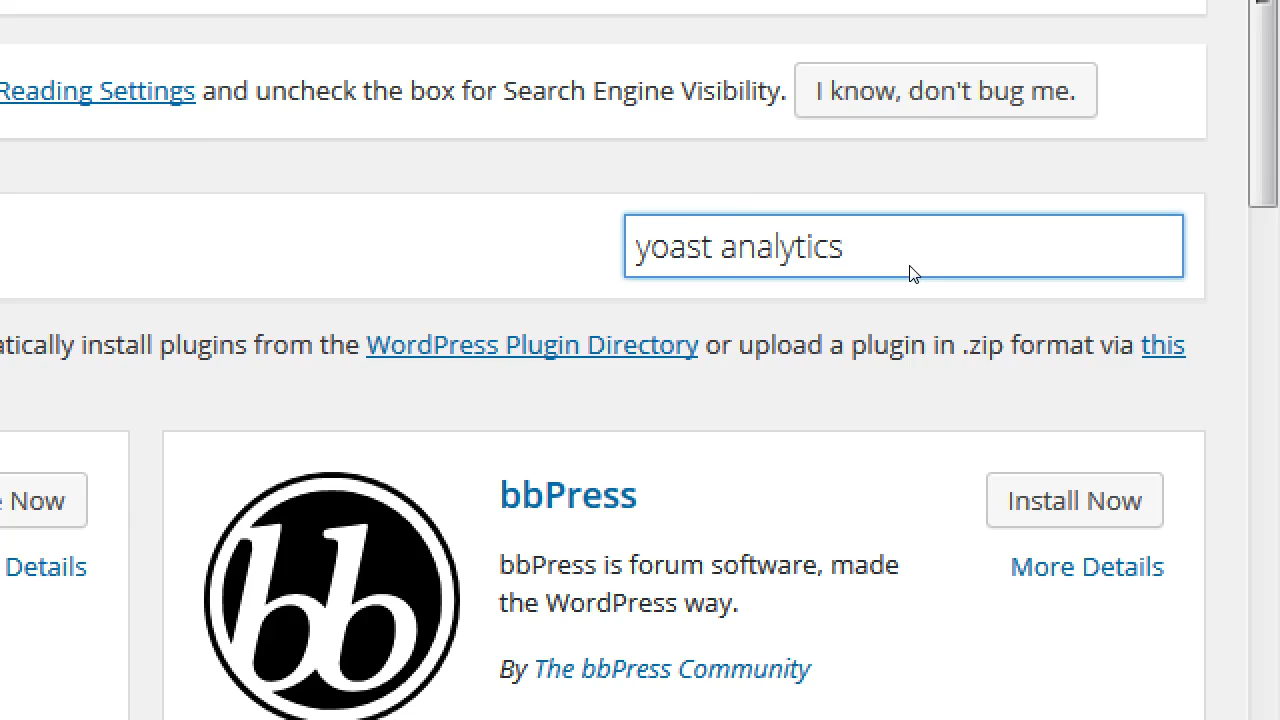 Reading Settings and uncheck the box for Search Engine Visibility. I know, don't bug me.
yoast analytics
atically install plugins from the WordPress Plugin Directory or upload a plugin in .zip format via this
Now
Details
bb
bbPress
Install Now
bbPress is forum software, made
More Details
the WordPress way.
By The bbPress Community